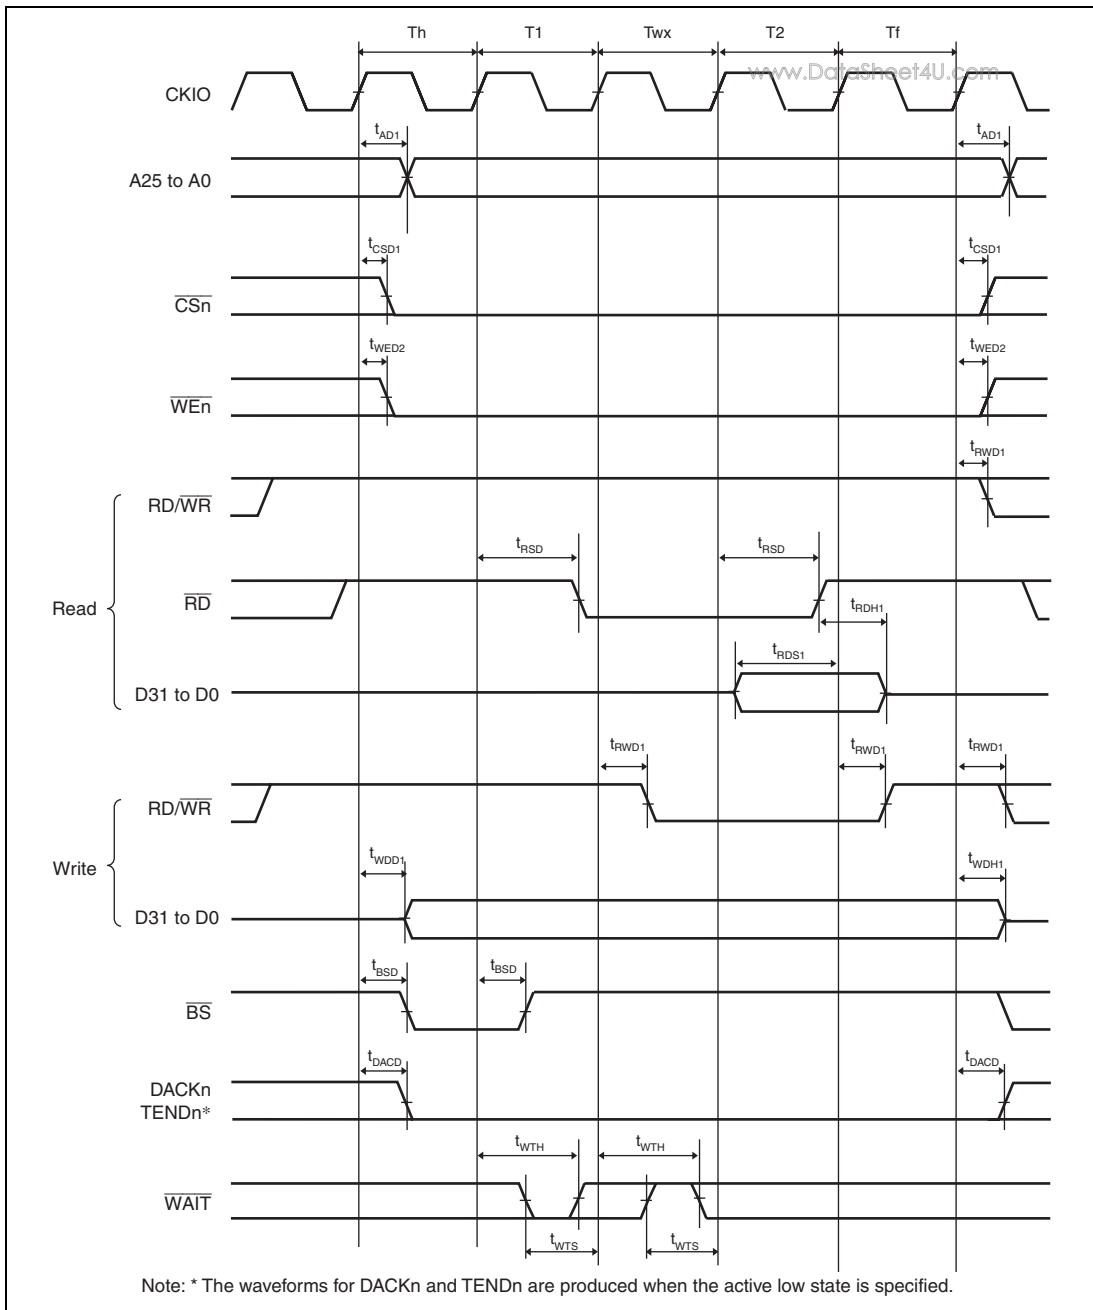 Th T1 Twx T2 Tf
www.DataSheet4U.com
CKIO
tAD1 tAD1
A25 to A0
tCSD1 tCSD1
CSn
tWED2 tWED2
WEn
tRWD1
RD/WR
tRSD tRSD
Read
RD
tRDH1
tRDS1
D31 to D0
tRWD1 tRWD1 tRWD1
RD/WR
Write
tWDD1 tWDH1
D31 to D0
tBSD tBSD
BS
tDACD tDACD
DACKn
TENDn*
tWTH tWTH
WAIT
tWTS tWTS
Note: * The waveforms for DACKn and TENDn are produced when the active low state is specified.